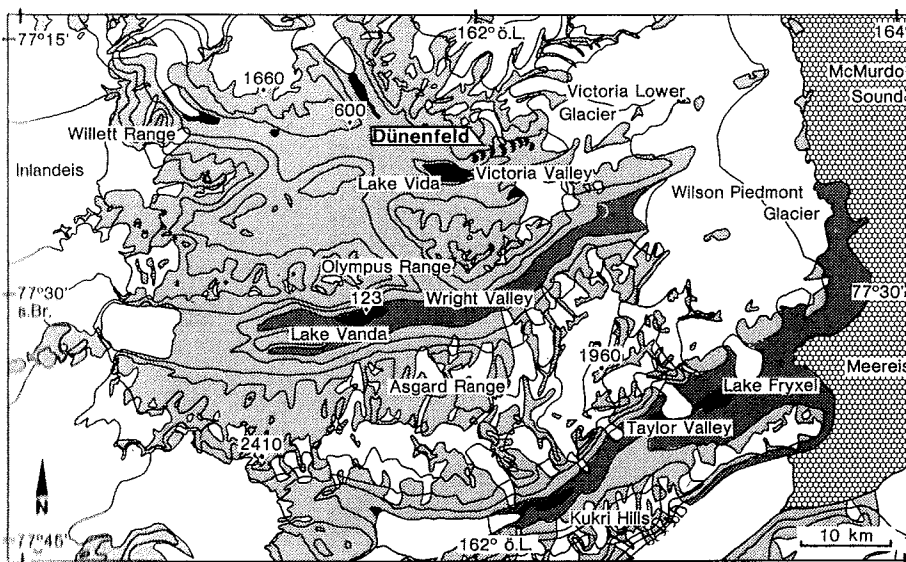 77°15'
162° ö.L.
164°
McMurdo
Sound
1660
Victoria Lower
Glacier
600
Willett Range
Dünenfeld
Inlandeis
Lake Vida
Victoria Valley
Wilson Piedmont
Glacier
Olympus Range
77°30'
s.Br.
123
Wright Valley
77°30'
Lake Vanda
1960
Meereis
Asgard Range
Lake Fryxel
Taylor Valley
2410
N
Kukri Hills
162° ö.L.
10 km